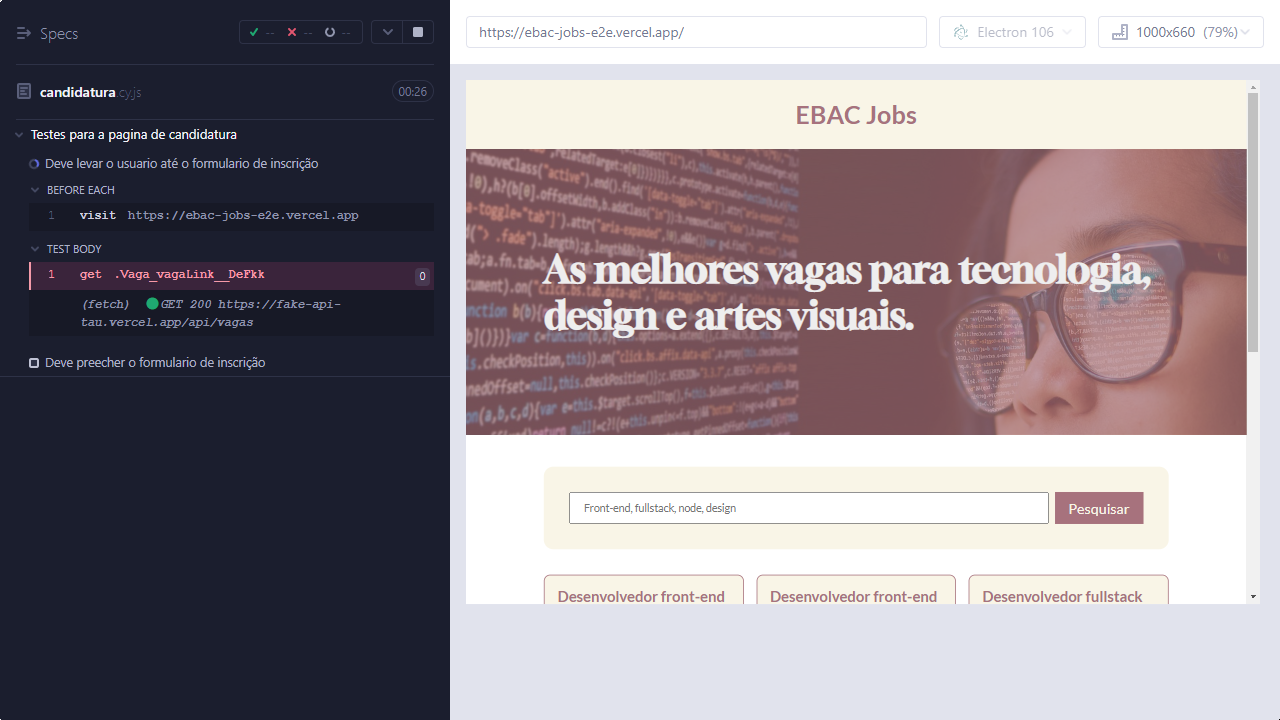 Specs
--
--
--
https://ebac-jobs-e2e.vercel.app/
Electron 106
1000x660 (79%)
candidatura.cy.js
00:26
Testes para a pagina de candidatura
Deve levar o usuario até o formulario de inscrição
BEFORE EACH
1 visit https://ebac-jobs-e2e.vercel.app
TEST BODY
1 get .Vaga_vagaLink__DeFkk 0
(fetch) GET 200 https://fake-api-
tau.vercel.app/api/vagas
Deve preecher o formulario de inscrição
EBAC Jobs
As melhores vagas para tecnologia,
design e artes visuais.
Front-end, fullstack, node, design
Pesquisar
Desenvolvedor front-end
Desenvolvedor front-end
Desenvolvedor fullstack